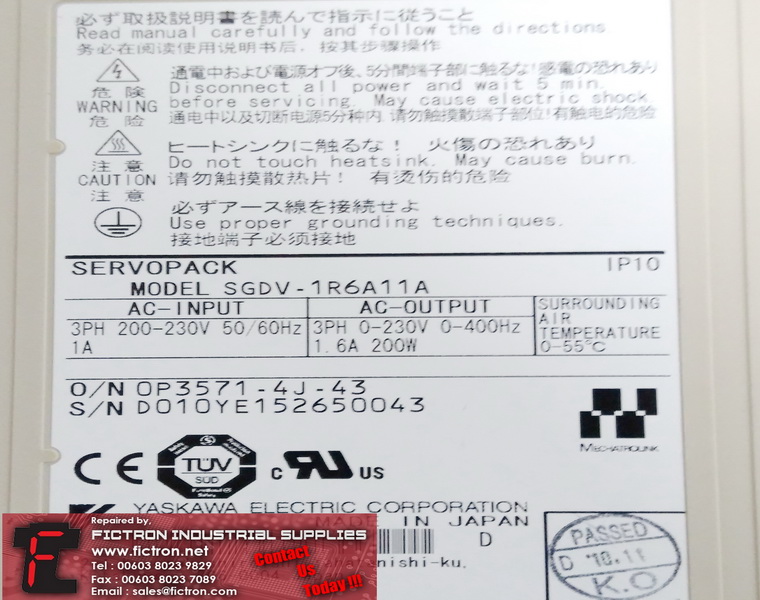 必ず取扱説明書を読んで指示に従うこと
Read manual carefully and follow the directions
务必在阅读使用说明书后, 按其步骤操作
危険
WARNING
危险
通電中および電源オフ後、5分間端子部に触るな!感電の恐れあり
Disconnect all power and wait 5 min.
before servicing. May cause electric shock.
通电中以及切断电源5分种内,请勿触摸散端子部位!有触电的危险
注意
CAUTION
注意
ヒートシンクに触るな! 火傷の恐れあり
Do not touch heatsink. May cause burn.
请勿触摸散热片! 有烫伤的危险
必ずアース線を接続せよ
Use proper grounding techniques.
接地端子必须接地
SERVOPACK IP10
MODEL SGDV-1R6A11A
AC-INPUT
3PH 200-230V 50/60Hz
1A
AC-OUTPUT
3PH 0-230V 0-400Hz
1.6A 200W
SURROUNDING
AIR
TEMPERATURE
0-55℃
O/N OP3571-4J-43
S/N D010YE152650043
MECHATROLINK
CE
TÜV
SÜD
c RU US
YASKAWA ELECTRIC CORPORATION
MADE IN JAPAN
D
nishi-ku,
PASSED
D '10.11
K.O
Repaired by,
FICTRON INDUSTRIAL SUPPLIES
www.fictron.net
Tel : 00603 8023 9829
Fax : 00603 8023 7089
Email : sales@fictron.com
Contact
Us
Today !!!